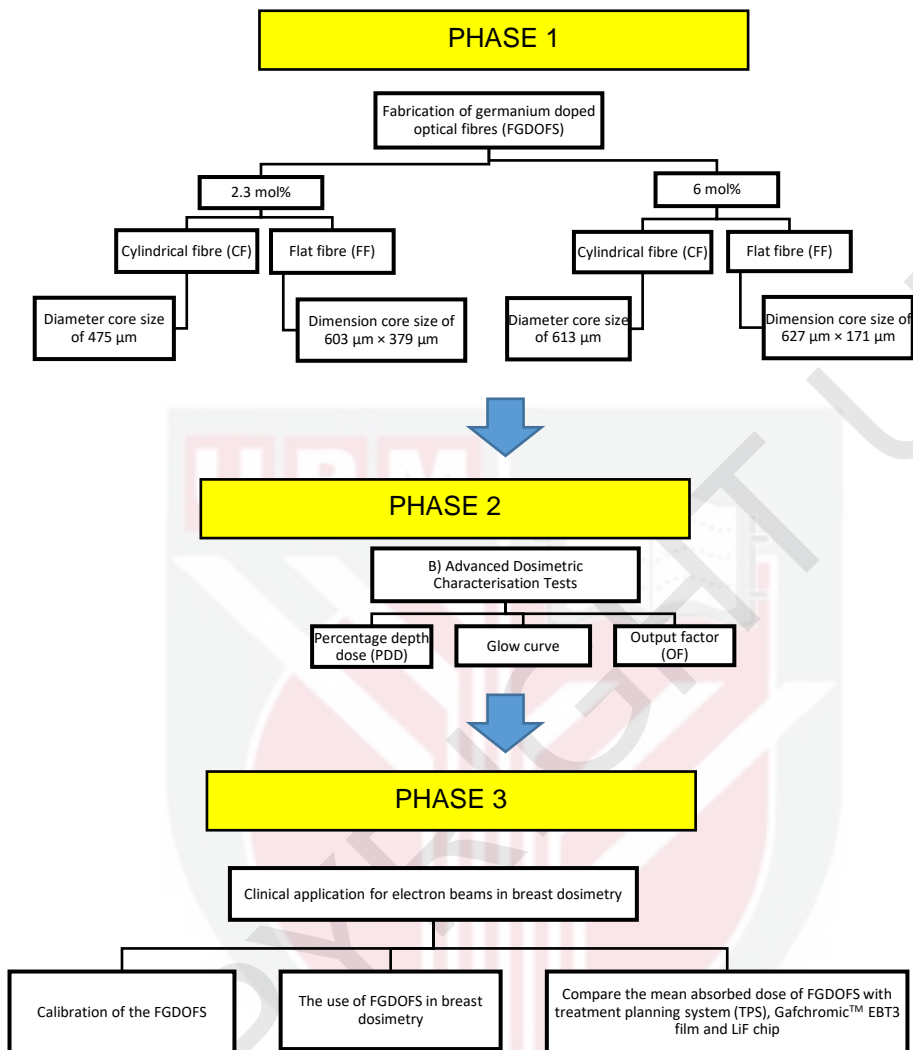 PHASE 1
Fabrication of germanium doped
optical fibres (FGDOFS)
2.3 mol%
6 mol%
Cylindrical fibre (CF)
Flat fibre (FF)
Cylindrical fibre (CF)
Flat fibre (FF)
Diameter core size
of 475 µm
Dimension core size of
603 µm × 379 µm
Diameter core size
of 613 µm
Dimension core size of
627 µm × 171 µm
UPM
PHASE 2
B) Advanced Dosimetric
Characterisation Tests
Percentage depth
dose (PDD)
Glow curve
Output factor
(OF)
PHASE 3
Clinical application for electron beams in breast dosimetry
Calibration of the FGDOFS
The use of FGDOFS in breast
dosimetry
Compare the mean absorbed dose of FGDOFS with
treatment planning system (TPS), Gafchromic™ EBT3
film and LiF chip
PYRIGHT U